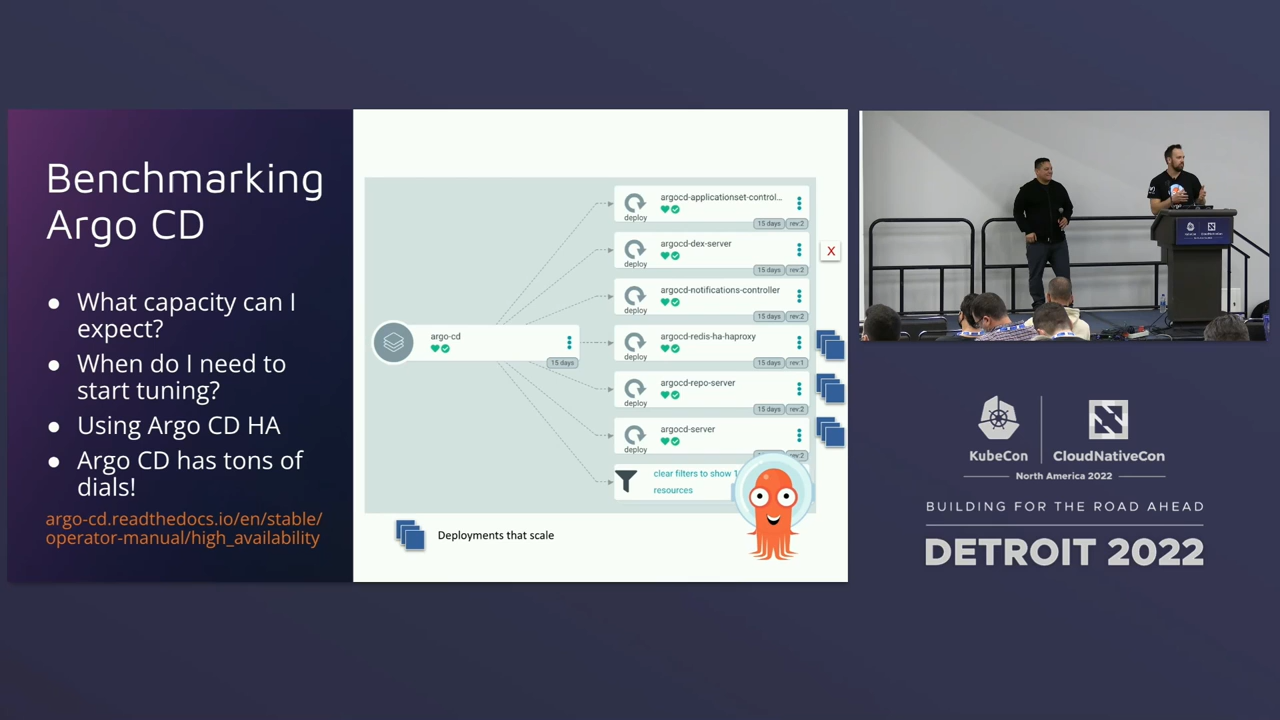 Benchmarking
Argo CD
● What capacity can I
expect?
● When do I need to
start tuning?
● Using Argo CD HA
● Argo CD has tons of
dials!
argo-cd.readthedocs.io/en/stable/
operator-manual/high_availability
argo-cd
15 days
deploy
argocd-applicationset-control...
15 days rev:2
deploy
argocd-dex-server
15 days rev:2
X
deploy
argocd-notifications-controller
15 days rev:2
deploy
argocd-redis-ha-haproxy
15 days rev:1
deploy
argocd-repo-server
15 days rev:2
deploy
argocd-server
rev:2
clear filters to show 1
resources
Deployments that scale
KubeCon
CloudNativeCon
North America 2022
BUILDING FOR THE ROAD AHEAD
DETROIT 2022